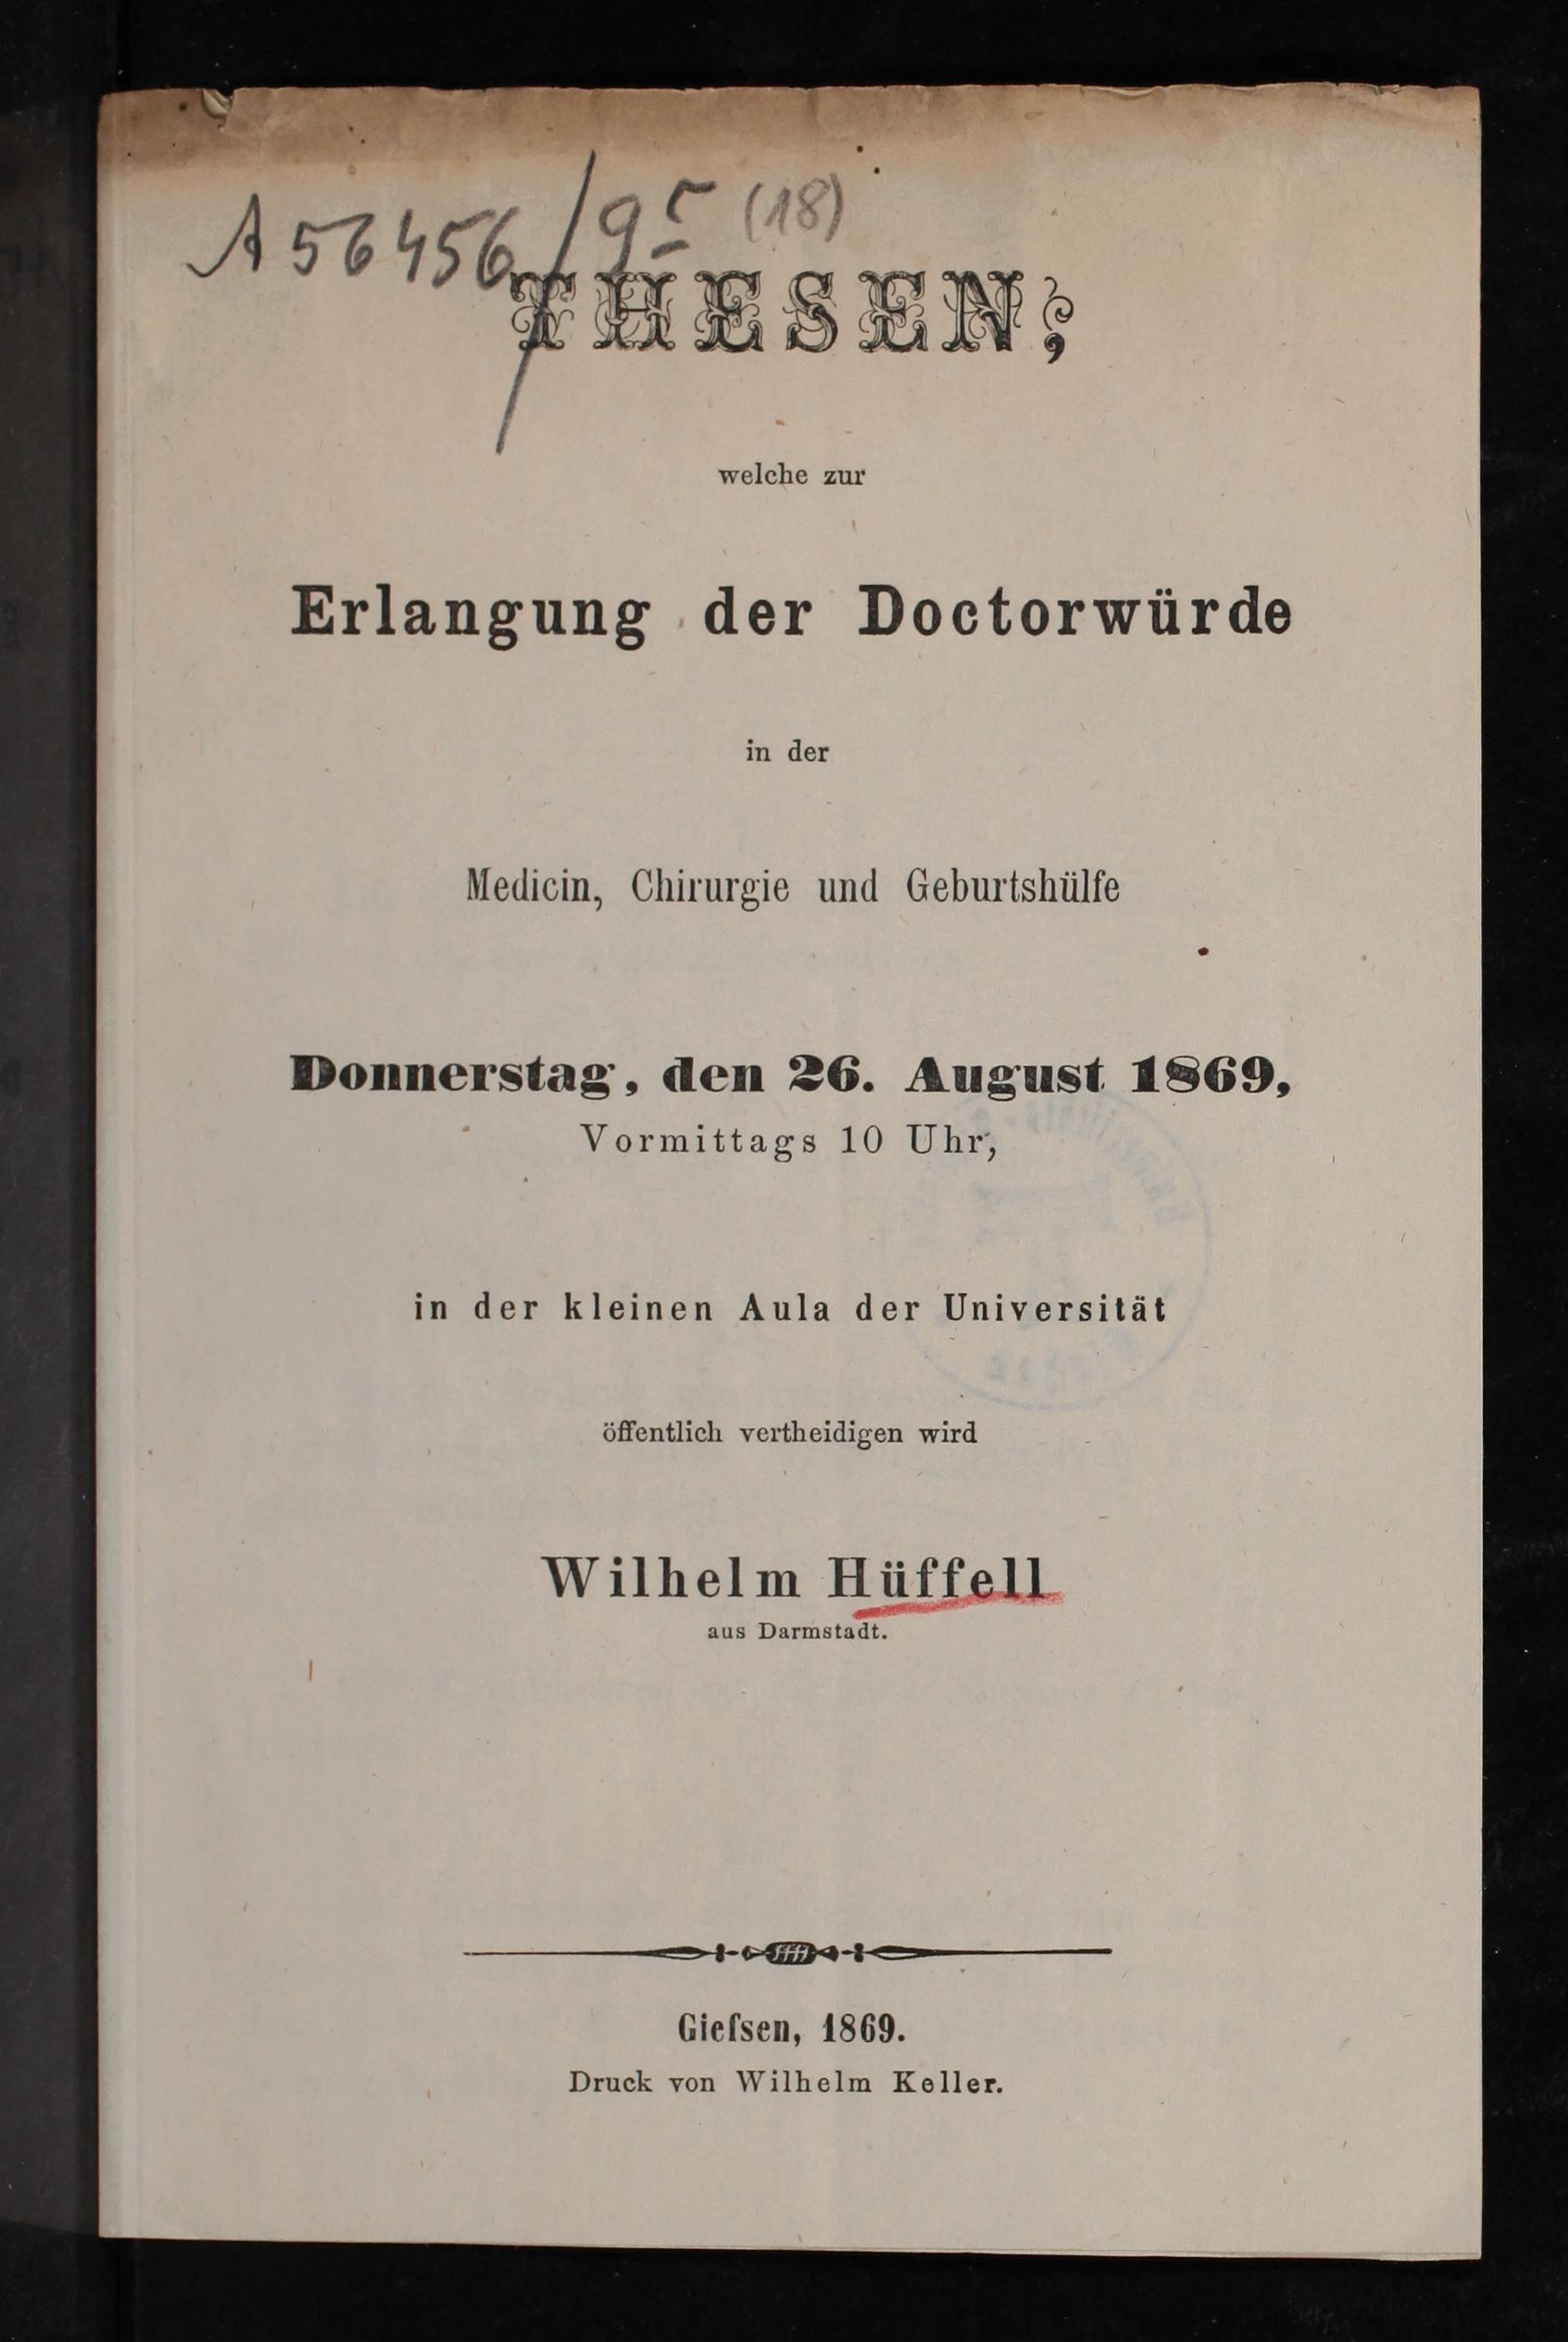 A 56456/95 (18)
THESEN,
welche zur
Erlangung der Doctorwürde
in der
Medicin, Chirurgie und Geburtshülfe
Donnerstag, den 26. August 1869,
Vormittags 10 Uhr,
in der kleinen Aula der Universität
öffentlich vertheidigen wird
Wilhelm Hüffell
aus Darmstadt.
Gieſsen, 1869.
Druck von Wilhelm Keller.